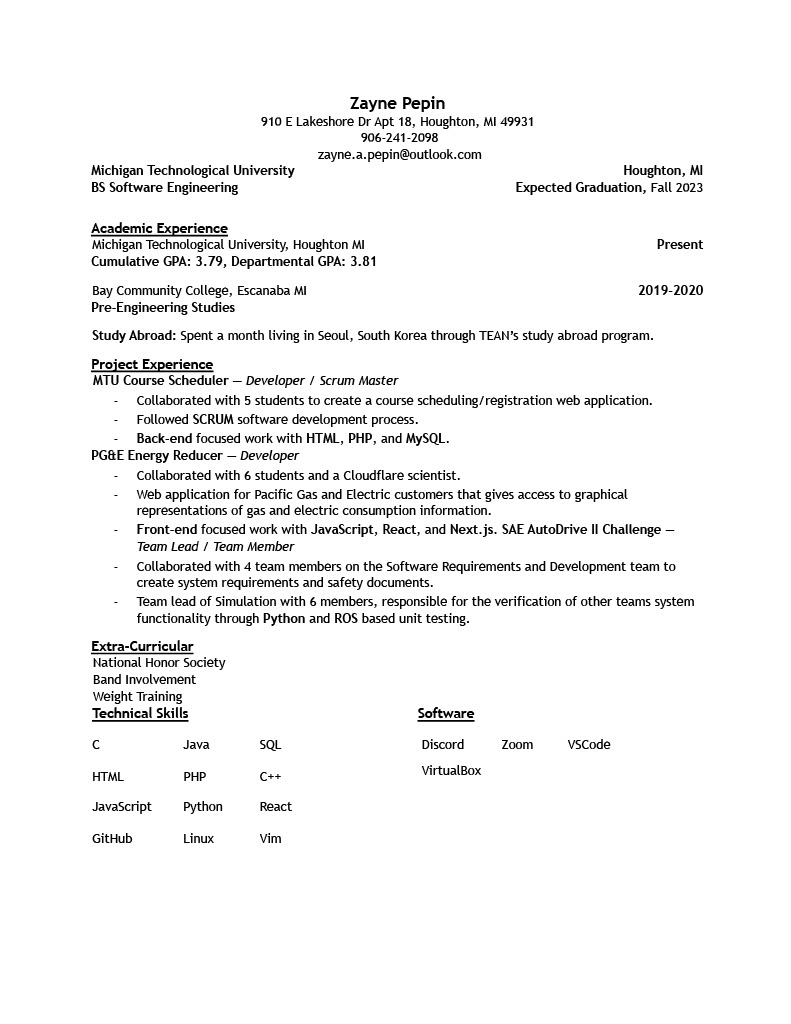 Zayne Pepin
910 E Lakeshore Dr Apt 18, Houghton, MI 49931
906-241-2098
zayne.a.pepin@outlook.com
Michigan Technological University Houghton, MI
BS Software Engineering Expected Graduation, Fall 2023
Academic Experience
Michigan Technological University, Houghton MI Present
Cumulative GPA: 3.79, Departmental GPA: 3.81
Bay Community College, Escanaba MI 2019-2020
Pre-Engineering Studies
Study Abroad: Spent a month living in Seoul, South Korea through TEAN’s study abroad program.
Project Experience
MTU Course Scheduler — Developer / Scrum Master
- Collaborated with 5 students to create a course scheduling/registration web application.
- Followed SCRUM software development process.
- Back-end focused work with HTML, PHP, and MySQL.
PG&E Energy Reducer — Developer
- Collaborated with 6 students and a Cloudflare scientist.
- Web application for Pacific Gas and Electric customers that gives access to graphical
representations of gas and electric consumption information.
- Front-end focused work with JavaScript, React, and Next.js. SAE AutoDrive II Challenge —
Team Lead / Team Member
- Collaborated with 4 team members on the Software Requirements and Development team to
create system requirements and safety documents.
- Team lead of Simulation with 6 members, responsible for the verification of other teams system
functionality through Python and ROS based unit testing.
Extra-Curricular
National Honor Society
Band Involvement
Weight Training
Technical Skills Software
C Java SQL Discord Zoom VSCode
VirtualBox
HTML PHP C++
JavaScript Python React
GitHub Linux Vim